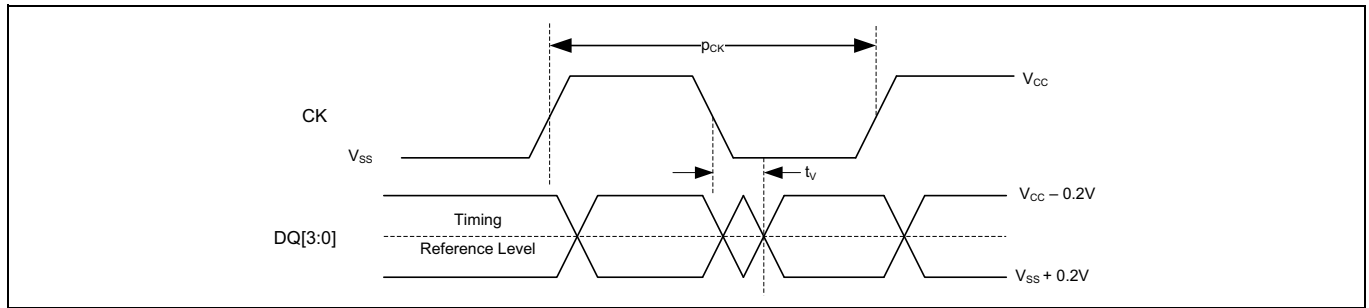 pCK
VCC
CK
VSS
tV
VCC – 0.2V
Timing
DQ[3:0]
Reference Level
VSS + 0.2V